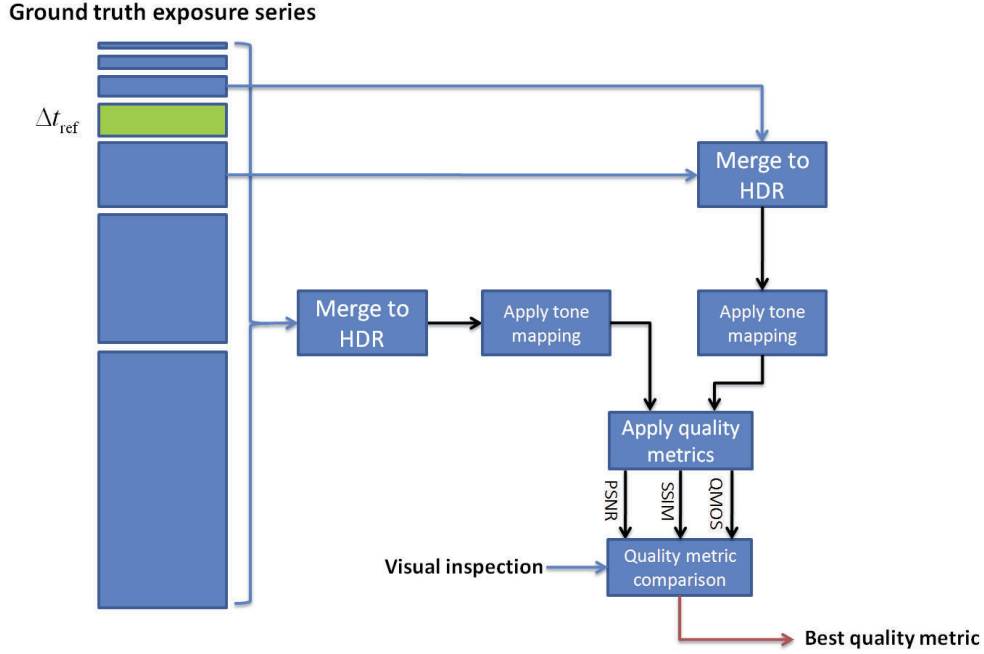 Ground truth exposure series
Δt_ref
Merge to
HDR
Merge to
HDR
Apply tone
mapping
Apply tone
mapping
Apply quality
metrics
PSNR
SSIM
QMOS
Visual inspection
Quality metric
comparison
Best quality metric